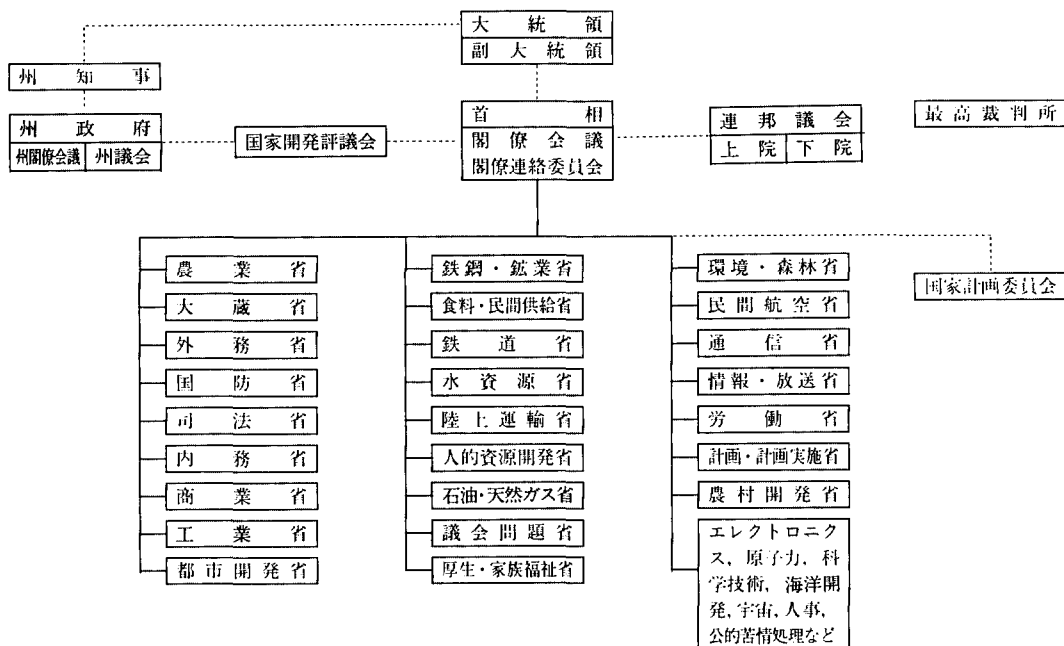 大統領
副大統領
州知事
州政府
州閣僚会議 州議会
国家開発評議会
首相
閣僚会議
閣僚連絡委員会
連邦議会
上院 下院
最高裁判所
農業省
大蔵省
外務省
国防省
司法省
内務省
商業省
工業省
都市開発省
鉄鋼・鉱業省
食料・民間供給省
鉄道省
水資源省
陸上運輸省
人的資源開発省
石油・天然ガス省
議会問題省
厚生・家族福祉省
環境・森林省
民間航空省
通信省
情報・放送省
労働省
計画・計画実施省
農村開発省
エレクトロニク
ス, 原子力, 科
学技術, 海洋開
発, 宇宙, 人事,
公的苦情処理など
国家計画委員会